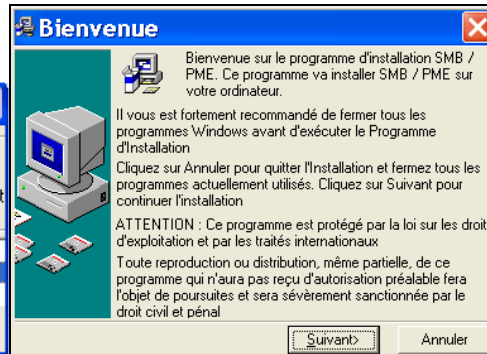 Bienvenue
Bienvenue sur le programme d'installation SMB /
PME. Ce programme va installer SMB / PME sur
votre ordinateur.
Il vous est fortement recommandé de fermer tous les
programmes Windows avant d'exécuter le Programme
d'Installation
Cliquez sur Annuler pour quitter l'Installation et fermez tous les
programmes actuellement utilisés. Cliquez sur Suivant pour
continuer l'installation
ATTENTION : Ce programme est protégé par la loi sur les droit
d'exploitation et par les traités internationaux
Toute reproduction ou distribution, même partielle, de ce
programme qui n'aura pas reçu d'autorisation préalable fera
l'objet de poursuites et sera sévèrement sanctionnée par le
droit civil et pénal
Suivant>
Annuler